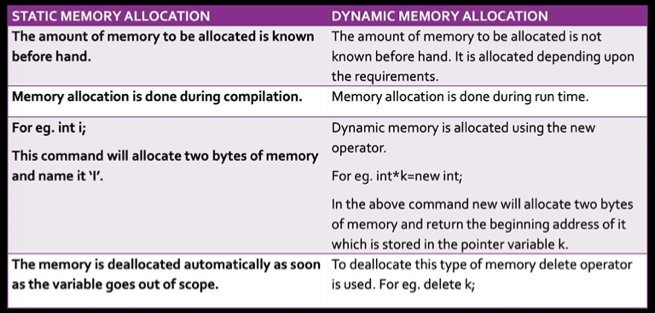 STATIC MEMORY ALLOCATION
DYNAMIC MEMORY ALLOCATION
The amount of memory to be allocated is known
before hand.
The amount of memory to be allocated is not
known before hand. It is allocated depending upon
the requirements.
Memory allocation is done during compilation.
Memory allocation is done during run time.
For eg. int i;
This command will allocate two bytes of memory
and name it ‘I’.
Dynamic memory is allocated using the new
operator.
For eg. int*k=new int;
In the above command new will allocate two bytes
of memory and return the beginning address of it
which is stored in the pointer variable k.
The memory is deallocated automatically as soon
as the variable goes out of scope.
To deallocate this type of memory delete operator
is used. For eg. delete k;